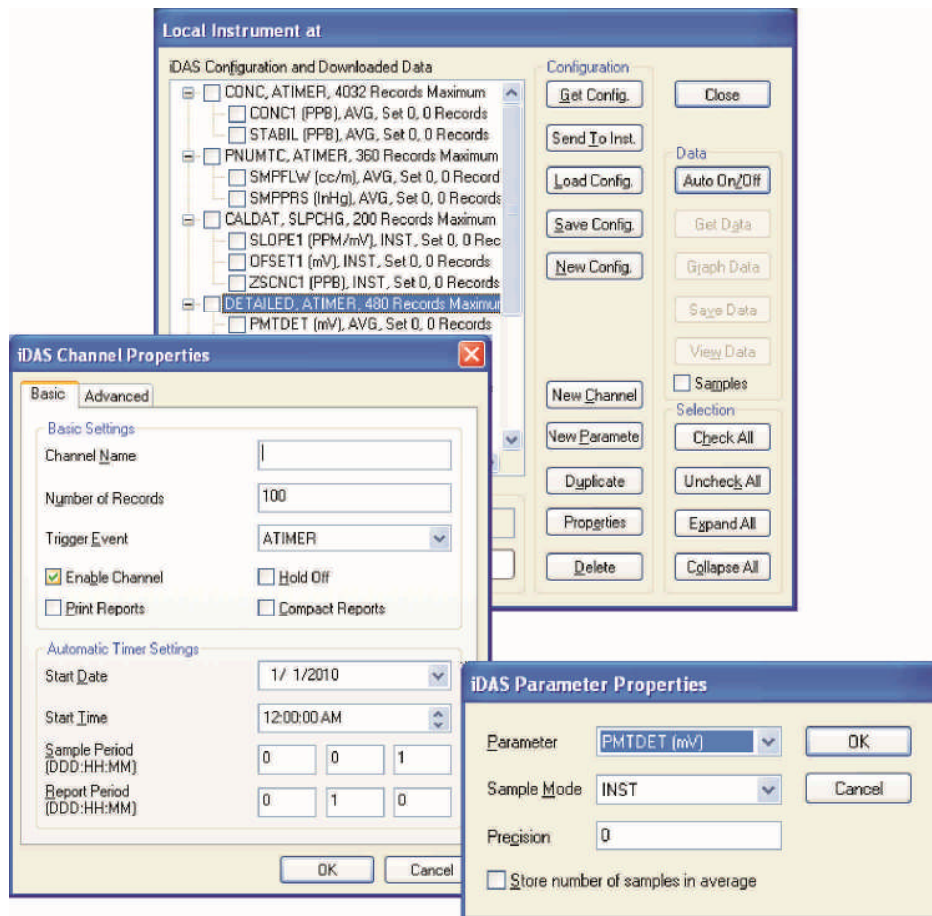 Local Instrument at
iDAS Configuration and Downloaded Data
CONC, ATIMER, 4032 Records Maximum
CONC1 (PPB), AVG, Set 0, 0 Records
STABIL (PPB), AVG, Set 0, 0 Records
PNUMTC, ATIMER, 360 Records Maximum
SMPFLW (cc/m), AVG, Set 0, 0 Record
SMPPRS (InHg), AVG, Set 0, 0 Records
CALDAT, SLPCHG, 200 Records Maximum
SLOPE1 (PPM/mV), INST, Set 0, 0 Rec
OFSET1 (mV), INST, Set 0, 0 Records
ZSCNC1 (PPB), INST, Set 0, 0 Records
DETAILED, ATIMER, 480 Records Maximur
PMTDET (mV), AVG, Set 0, 0 Records
Configuration
Get Config.
Send To Inst.
Load Config.
Save Config.
New Config.
New Channel
New Paramete
Duplicate
Properties
Delete
Close
Data
Auto On/Off
Get Data
Graph Data
Save Data
View Data
Samples
Selection
Check All
Uncheck All
Expand All
Collapse All
iDAS Channel Properties
Basic
Advanced
Basic Settings
Channel Name
Number of Records
100
Trigger Event
ATIMER
Enable Channel
Hold Off
Print Reports
Compact Reports
Automatic Timer Settings
Start Date
1/ 1/2010
Start Time
12:00:00 AM
Sample Period
(DDD:HH:MM)
0 0 1
Report Period
(DDD:HH:MM)
0 1 0
OK
Cancel
iDAS Parameter Properties
Parameter
PMTDET (mV)
OK
Sample Mode
INST
Cancel
Precision
0
Store number of samples in average